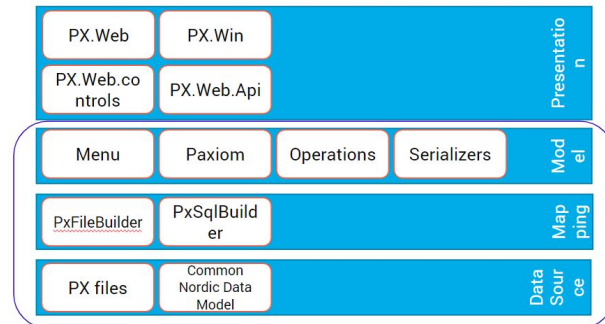 PX.Web
PX.Win
PX.Web.co
ntrols
PX.Web.Api
Presentatio
n
Menu
Paxiom
Operations
Serializers
Mod
el
PxFileBuilder
PxSqlBuild
er
Map
ping
PX files
Common
Nordic Data
Model
Data
Sour
ce